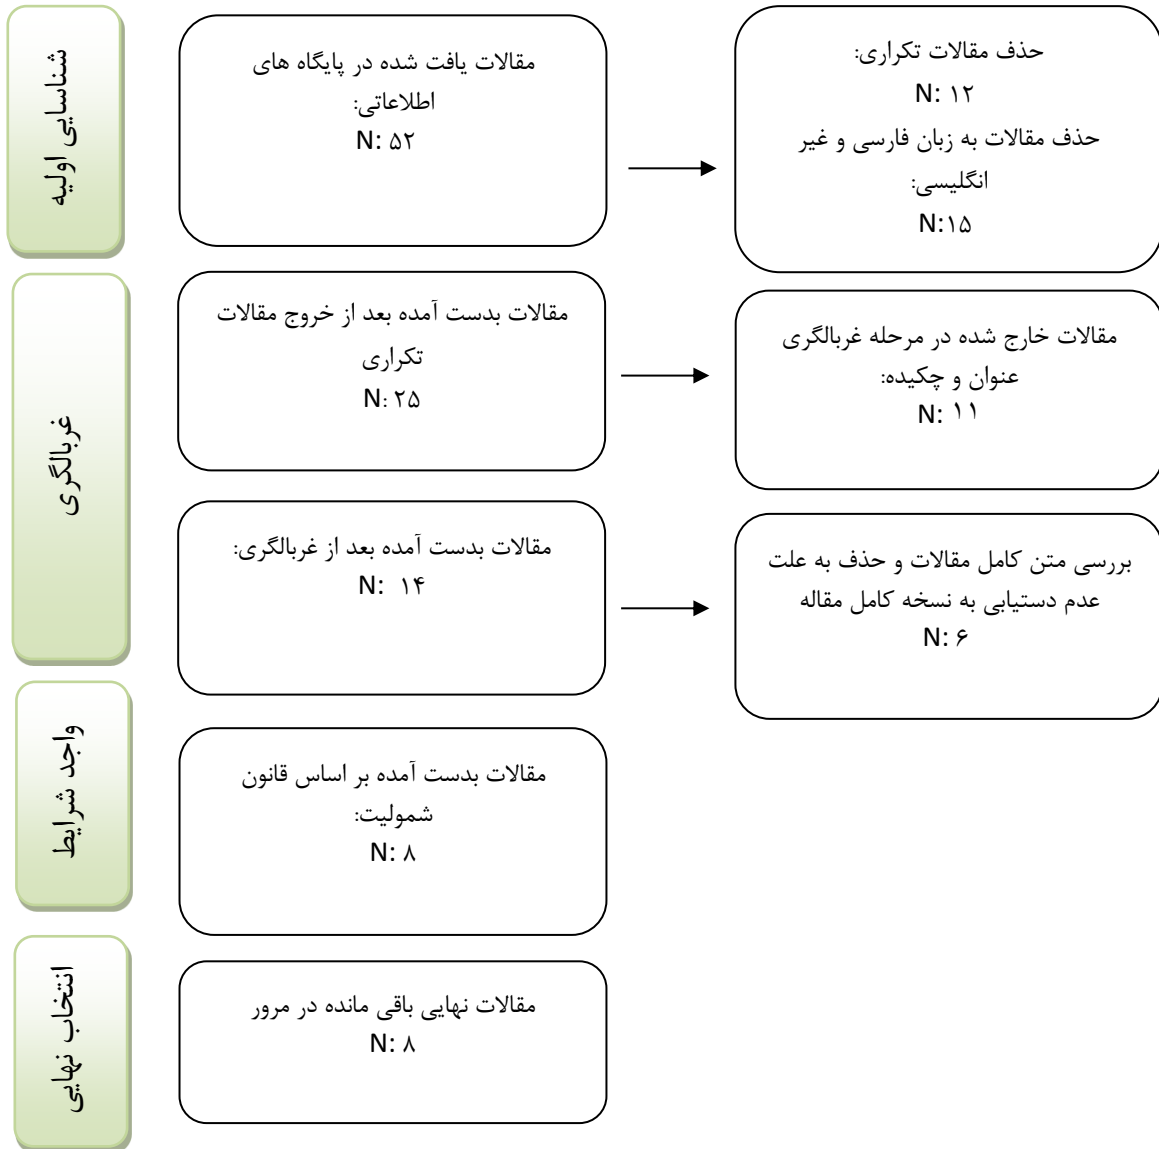 شناسایی اولیه
مقالات یافت شده در پایگاه های
اطلاعاتی:
N: ۵۲
حذف مقالات تکراری:
N: ۱۲
حذف مقالات به زبان فارسی و غیر
انگلیسی:
N:۱۵
غربالگری
مقالات بدست آمده بعد از خروج مقالات
تکراری
N: ۲۵
مقالات خارج شده در مرحله غربالگری
عنوان و چکیده:
N: ۱۱
مقالات بدست آمده بعد از غربالگری:
N: ۱۴
بررسی متن کامل مقالات و حذف به علت
عدم دستیابی به نسخه کامل مقاله
N: ۶
واجد شرایط
مقالات بدست آمده بر اساس قانون
شمولیت:
N: ۸
انتخاب نهایی
مقالات نهایی باقی مانده در مرور
N: ۸